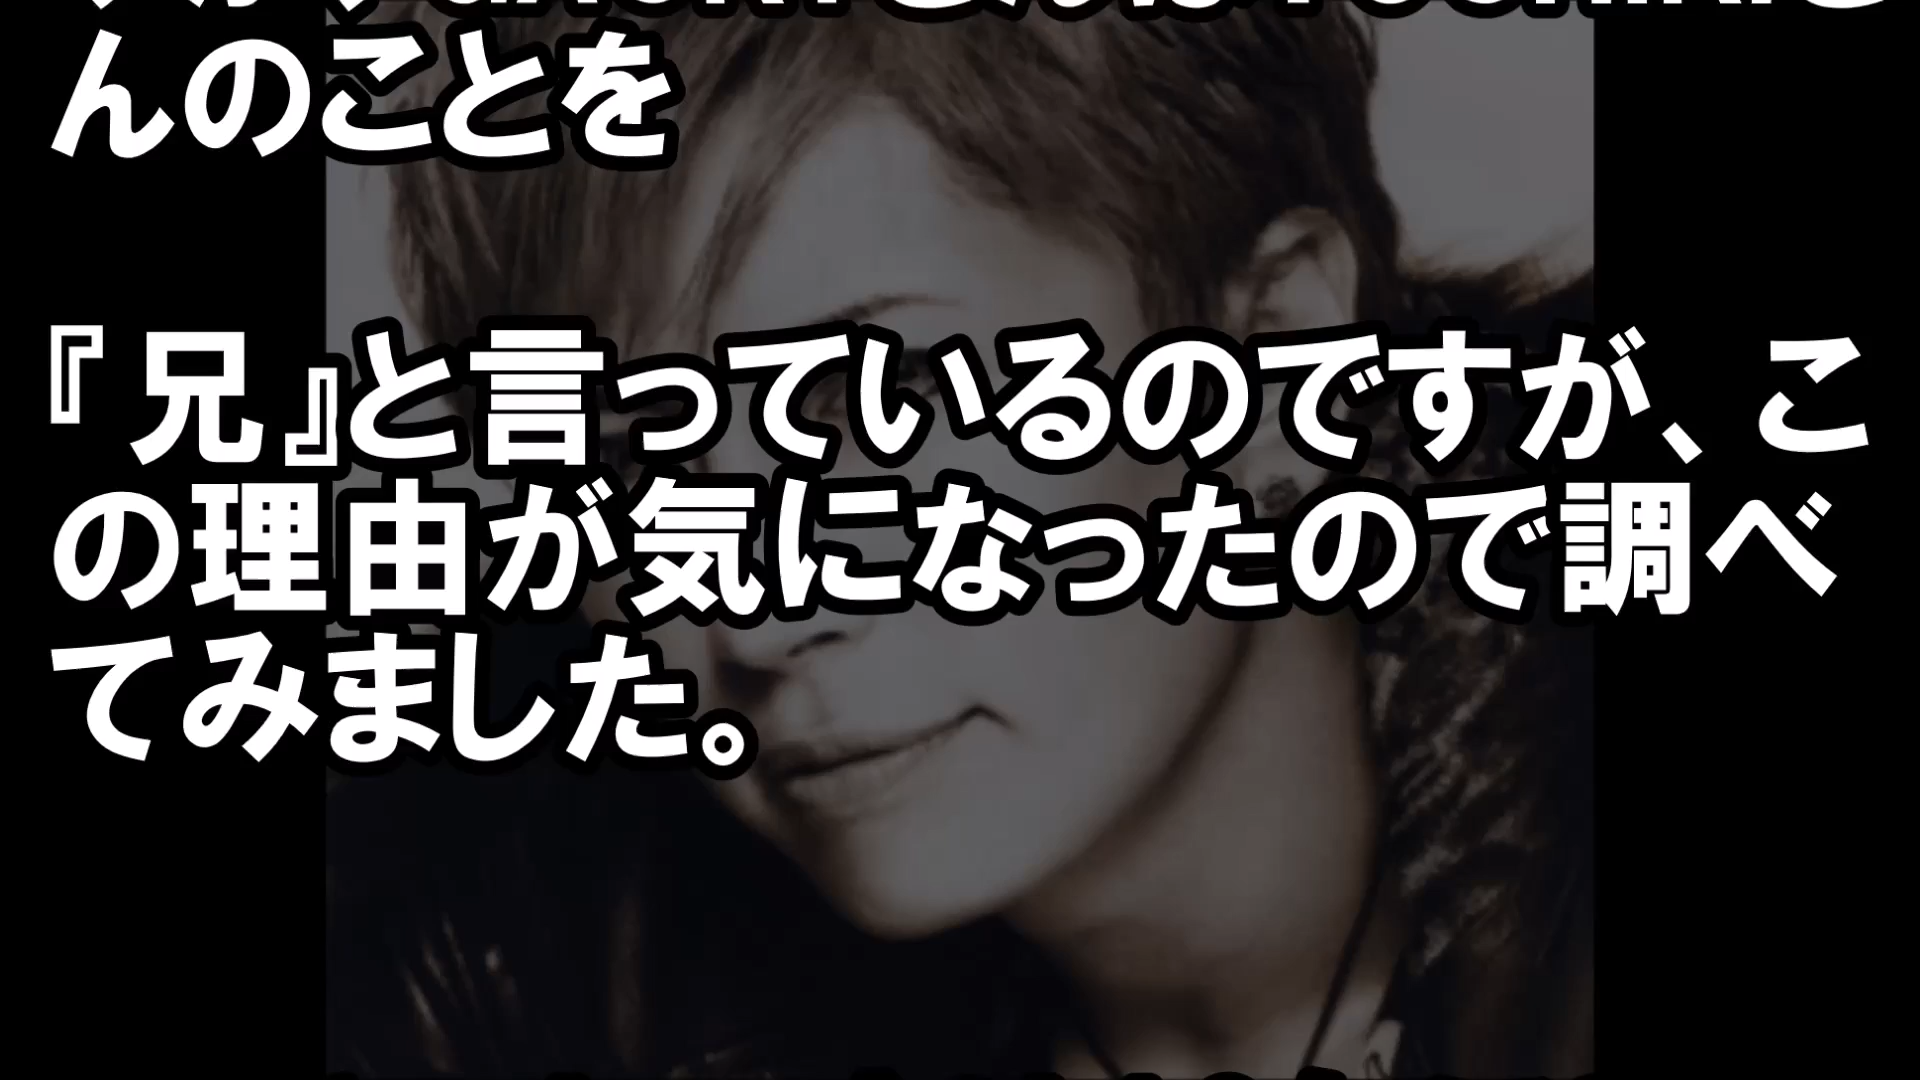 んのことを
『兄』と言っているのですが、こ
の理由が気になったので調べ
てみました。